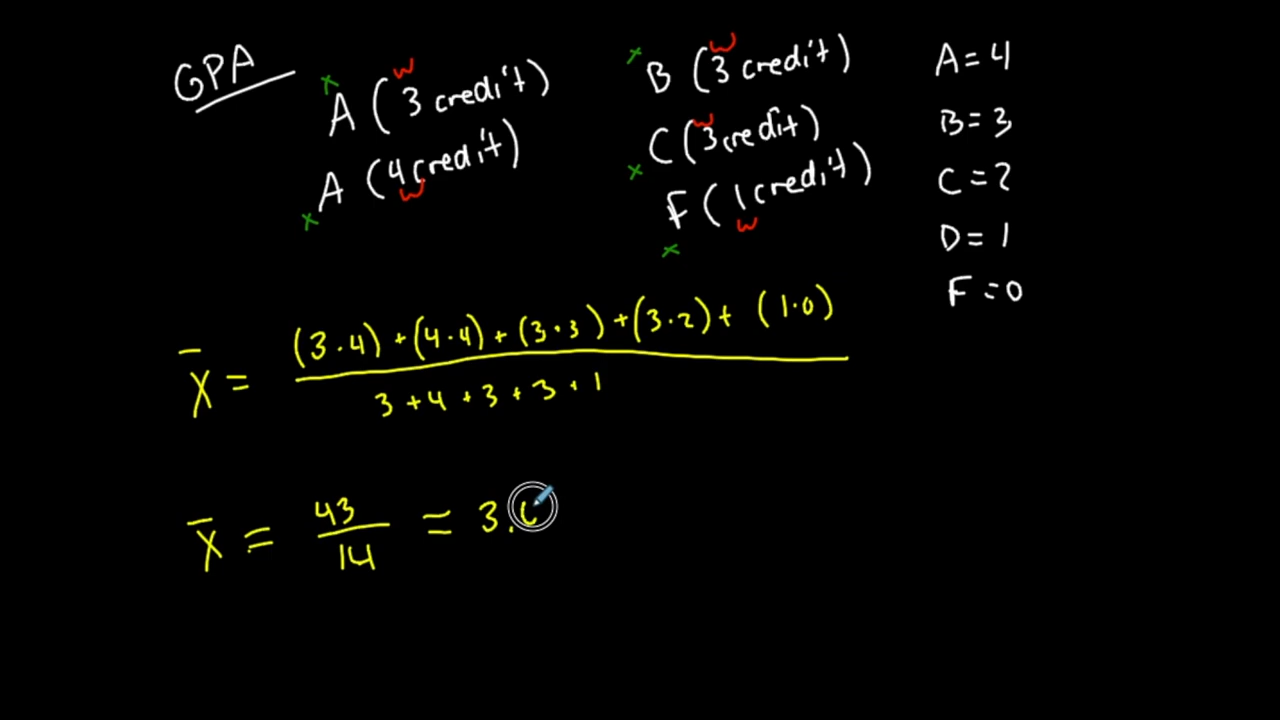 GPA
A (3 credit)
A (4 credit)
B (3 credit)
C (3 credit)
F (1 credit)
x w
w x
w x
w x
w x
A = 4
B = 3
C = 2
D = 1
F = 0
x̄ = (3·4) + (4·4) + (3·3) + (3·2) + (1·0)
3 + 4 + 3 + 3 + 1
x̄ = 43
14
≈ 3.